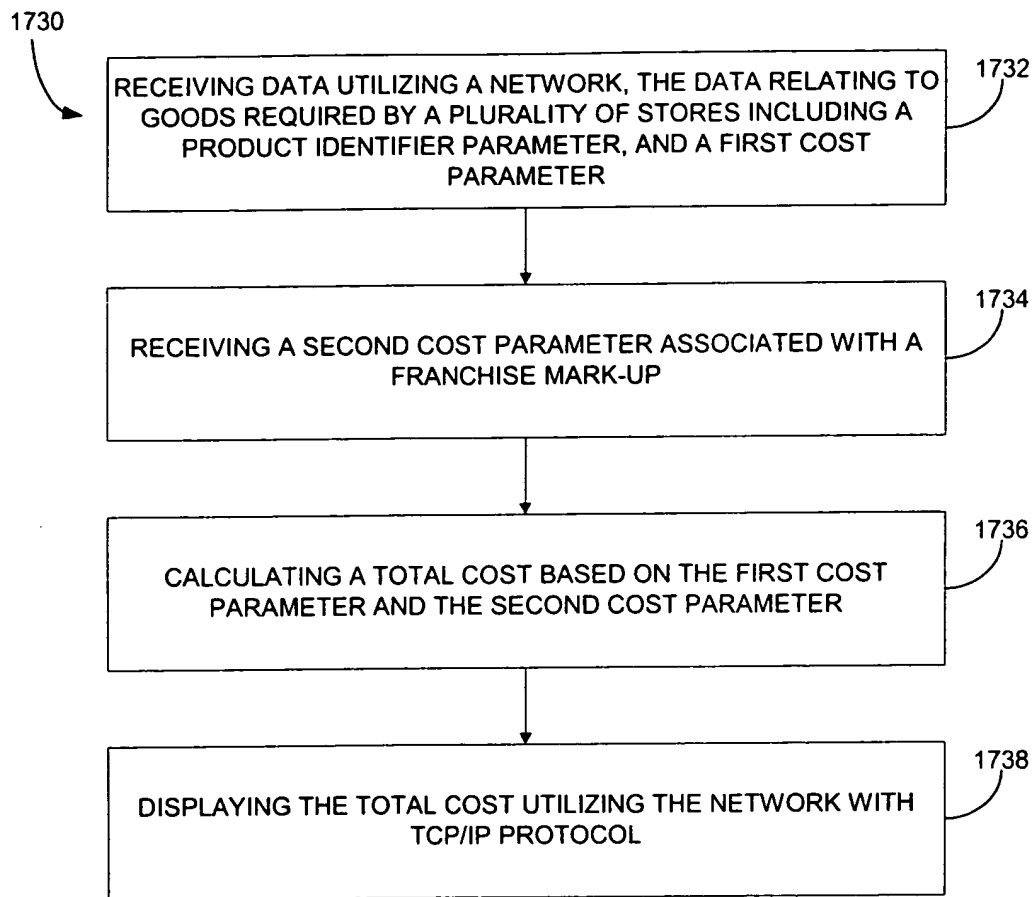 1730
RECEIVING DATA UTILIZING A NETWORK, THE DATA RELATING TO
GOODS REQUIRED BY A PLURALITY OF STORES INCLUDING A
PRODUCT IDENTIFIER PARAMETER, AND A FIRST COST
PARAMETER
1732
RECEIVING A SECOND COST PARAMETER ASSOCIATED WITH A
FRANCHISE MARK-UP
1734
CALCULATING A TOTAL COST BASED ON THE FIRST COST
PARAMETER AND THE SECOND COST PARAMETER
1736
DISPLAYING THE TOTAL COST UTILIZING THE NETWORK WITH
TCP/IP PROTOCOL
1738